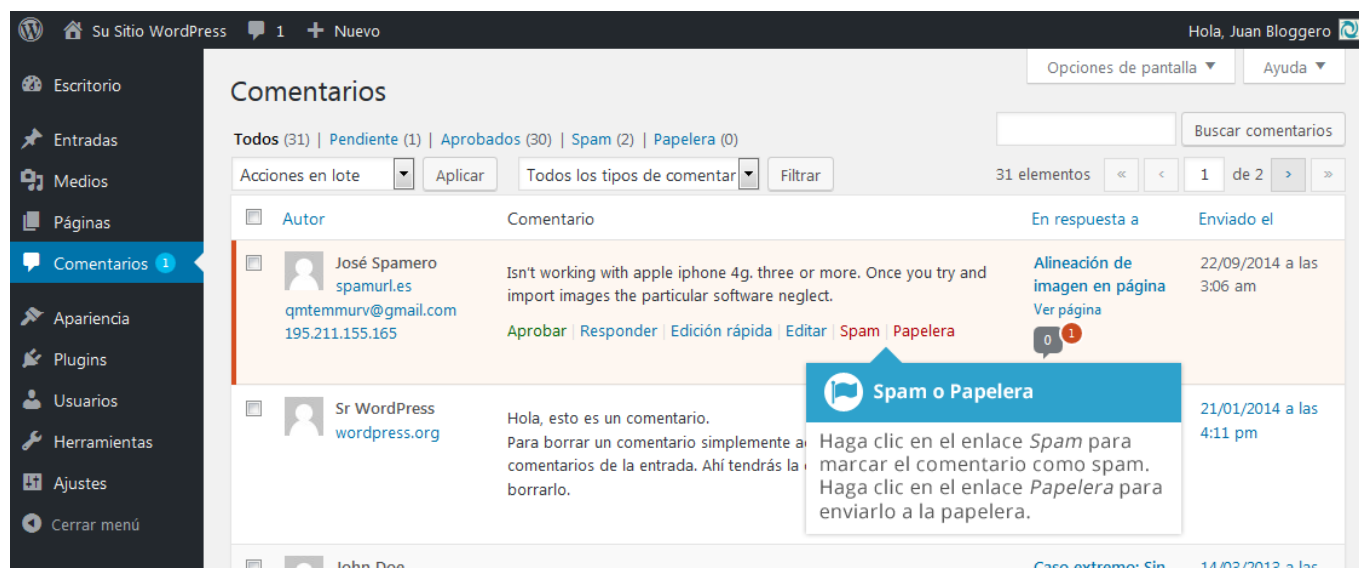 Su Sitio WordPress 1 + Nuevo Hola, Juan Bloggero
Opciones de pantalla ▼ Ayuda ▼
Escritorio
Entradas
Medios
Páginas
Comentarios 1
Apariencia
Plugins
Usuarios
Herramientas
Ajustes
Cerrar menú
Comentarios
Todos (31) | Pendiente (1) | Aprobados (30) | Spam (2) | Papelera (0)
Buscar comentarios
Acciones en lote Aplicar Todos los tipos de comentar Filtrar
31 elementos « ‹ 1 de 2 › »
Autor Comentario En respuesta a Enviado el
José Spamero
spamurl.es
qmtemmurv@gmail.com
195.211.155.165
Isn't working with apple iphone 4g. three or more. Once you try and
import images the particular software neglect.
Aprobar | Responder | Edición rápida | Editar | Spam | Papelera
Alineación de
imagen en página
Ver página
0 1
22/09/2014 a las
3:06 am
Spam o Papelera
Haga clic en el enlace Spam para
marcar el comentario como spam.
Haga clic en el enlace Papelera para
enviarlo a la papelera.
Sr WordPress
wordpress.org
Hola, esto es un comentario.
Para borrar un comentario simplemente
comentarios de la entrada. Ahí tendrás la
borrarlo.
21/01/2014 a las
4:11 pm
John Doe
Caso extremo: Sin
14/03/2013 a las